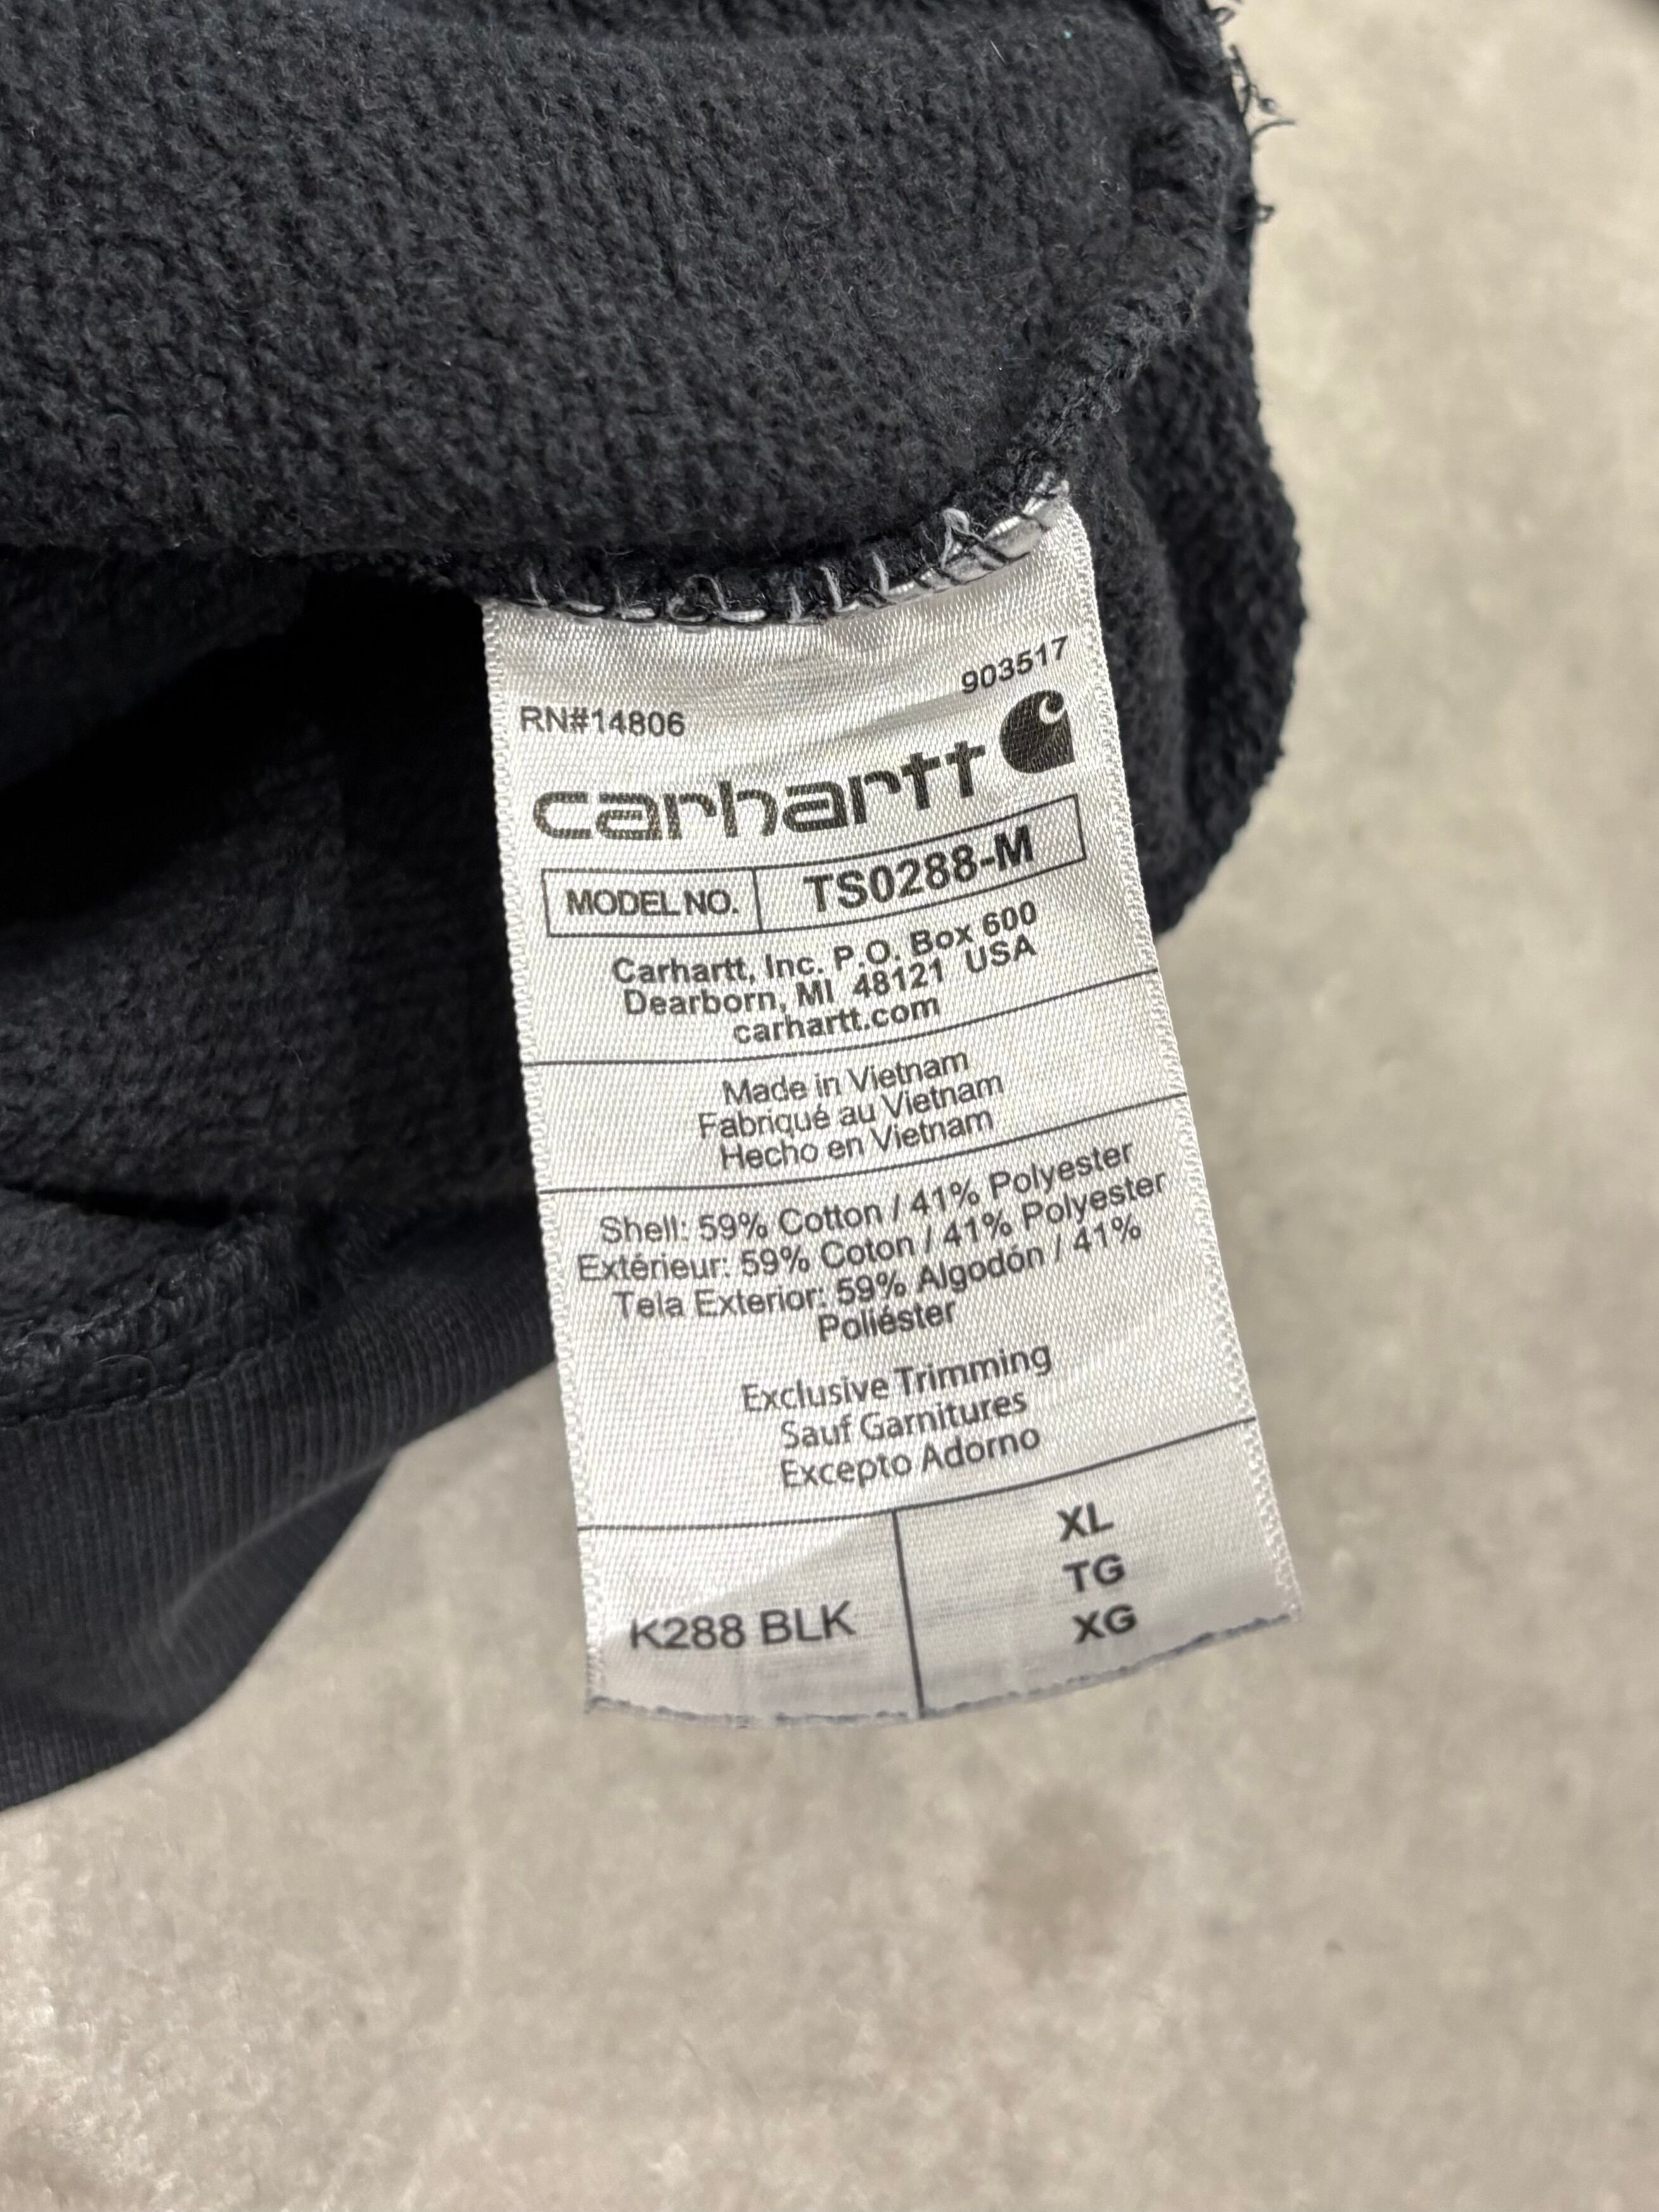 903517
RN#14806
carhartt
MODEL NO. TS0288-M
Carhartt, Inc. P.O. Box 600
Dearborn, MI 48121 USA
carhartt.com
Made in Vietnam
Fabriqué au Vietnam
Hecho en Vietnam
Shell: 59% Cotton / 41% Polyester
Extérieur: 59% Coton / 41% Polyester
Tela Exterior: 59% Algodón / 41%
Poliéster
Exclusive Trimming
Sauf Garnitures
Excepto Adorno
K288 BLK
XL
TG
XG